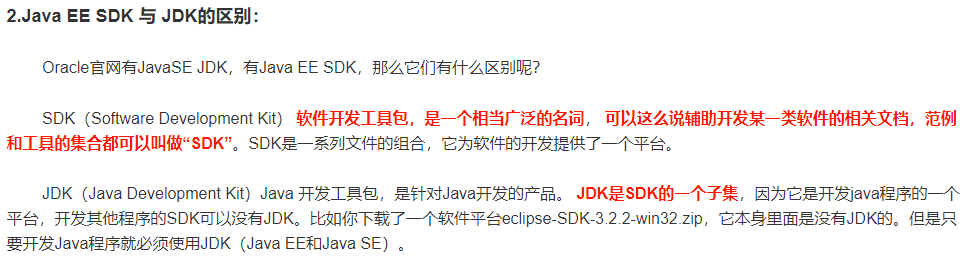 2.Java EE SDK 与 JDK的区别：
Oracle官网有JavaSE JDK，有Java EE SDK，那么它们有什么区别呢？
SDK（Software Development Kit） 软件开发工具包，是一个相当广泛的名词， 可以这么说辅助开发某一类软件的相关文档，范例
和工具的集合都可以叫做“SDK”。SDK是一系列文件的组合，它为软件的开发提供了一个平台。
JDK（Java Development Kit）Java 开发工具包，是针对Java开发的产品。 JDK是SDK的一个子集，因为它是开发java程序的一个
平台，开发其他程序的SDK可以没有JDK。比如你下载了一个软件平台eclipse-SDK-3.2.2-win32.zip，它本身里面是没有JDK的。但是只
要开发Java程序就必须使用JDK（Java EE和Java SE）。